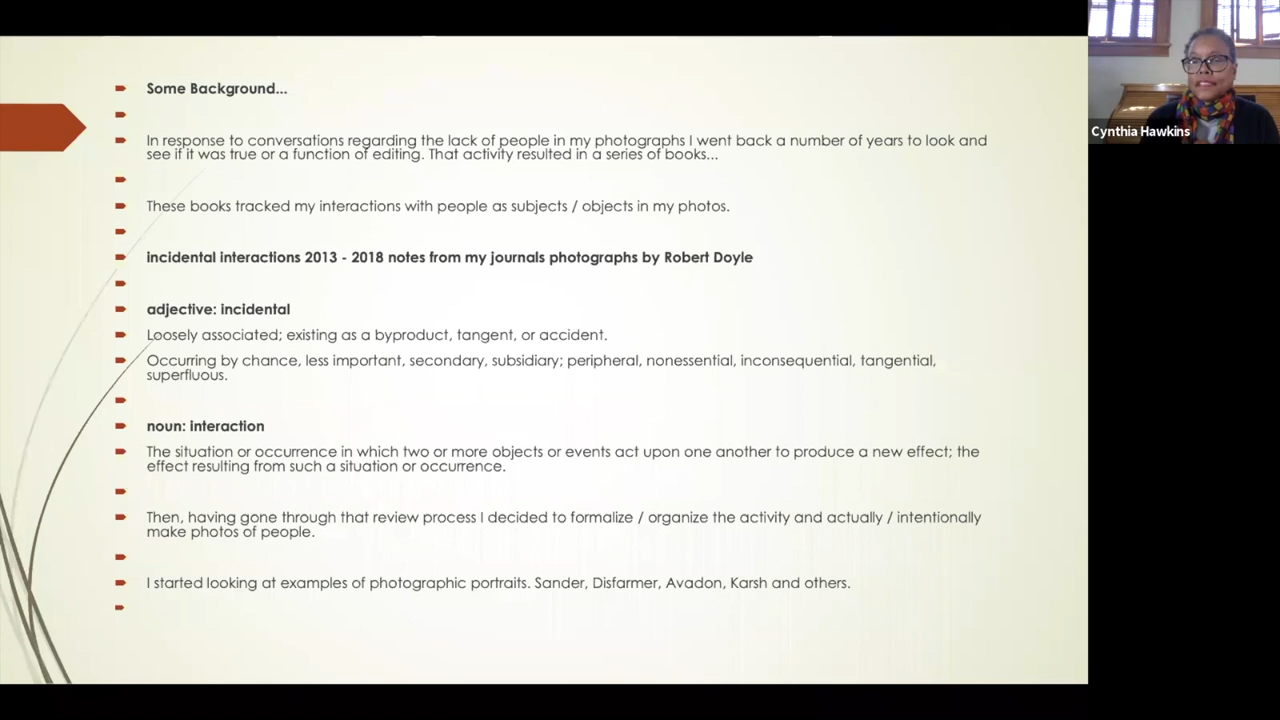 Some Background...
In response to conversations regarding the lack of people in my photographs I went back a number of years to look and
see if it was true or a function of editing. That activity resulted in a series of books...
These books tracked my interactions with people as subjects / objects in my photos.
incidental interactions 2013 - 2018 notes from my journals photographs by Robert Doyle
adjective: incidental
Loosely associated; existing as a byproduct, tangent, or accident.
Occurring by chance, less important, secondary, subsidiary; peripheral, nonessential, inconsequential, tangential,
superfluous.
noun: interaction
The situation or occurrence in which two or more objects or events act upon one another to produce a new effect; the
effect resulting from such a situation or occurrence.
Then, having gone through that review process I decided to formalize / organize the activity and actually / intentionally
make photos of people.
I started looking at examples of photographic portraits. Sander, Disfarmer, Avadon, Karsh and others.
Cynthia Hawkins